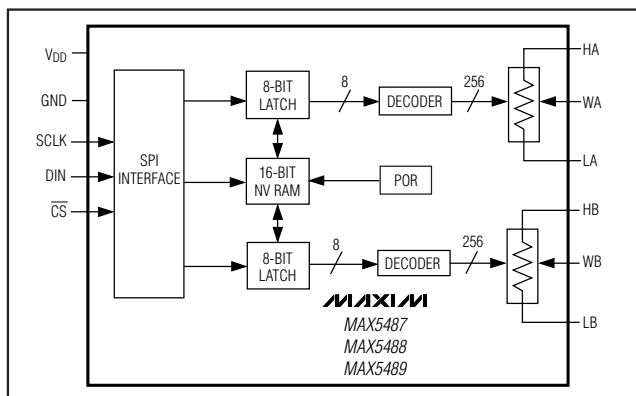 VDD
GND
SCLK
DIN
CS
SPI
INTERFACE
8-BIT
LATCH
8
DECODER
256
HA
WA
LA
16-BIT
NV RAM
POR
8-BIT
LATCH
8
DECODER
256
HB
WB
LB
MAXIM
MAX5487
MAX5488
MAX5489